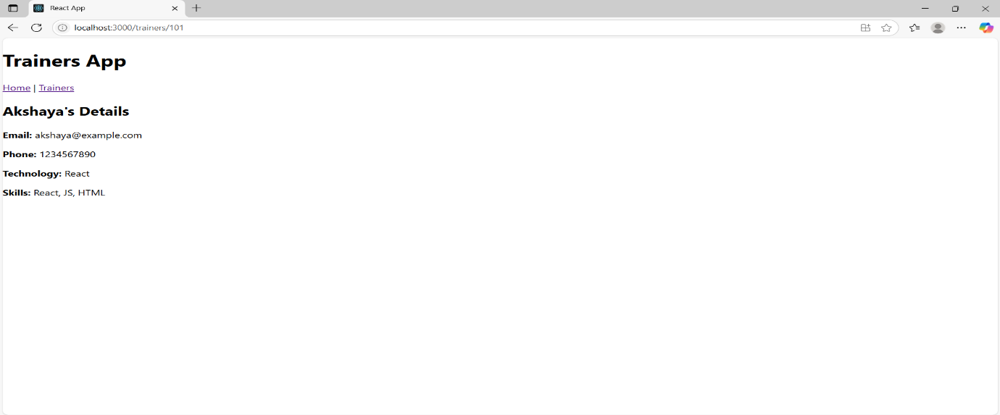 React App
localhost:3000/trainers/101
Trainers App
Home | Trainers
Akshaya's Details
Email: akshaya@example.com
Phone: 1234567890
Technology: React
Skills: React, JS, HTML